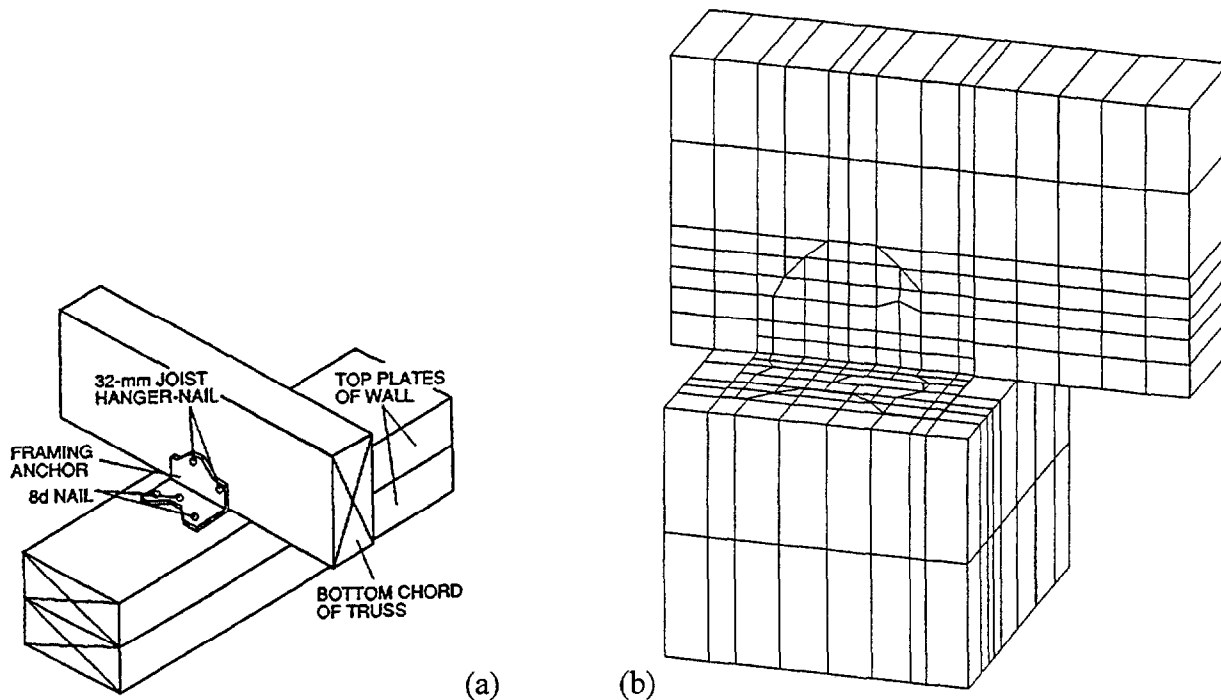 32-mm JOIST
HANGER-NAIL
TOP PLATES
OF WALL
FRAMING
ANCHOR
8d NAIL
BOTTOM CHORD
OF TRUSS
(a)
(b)